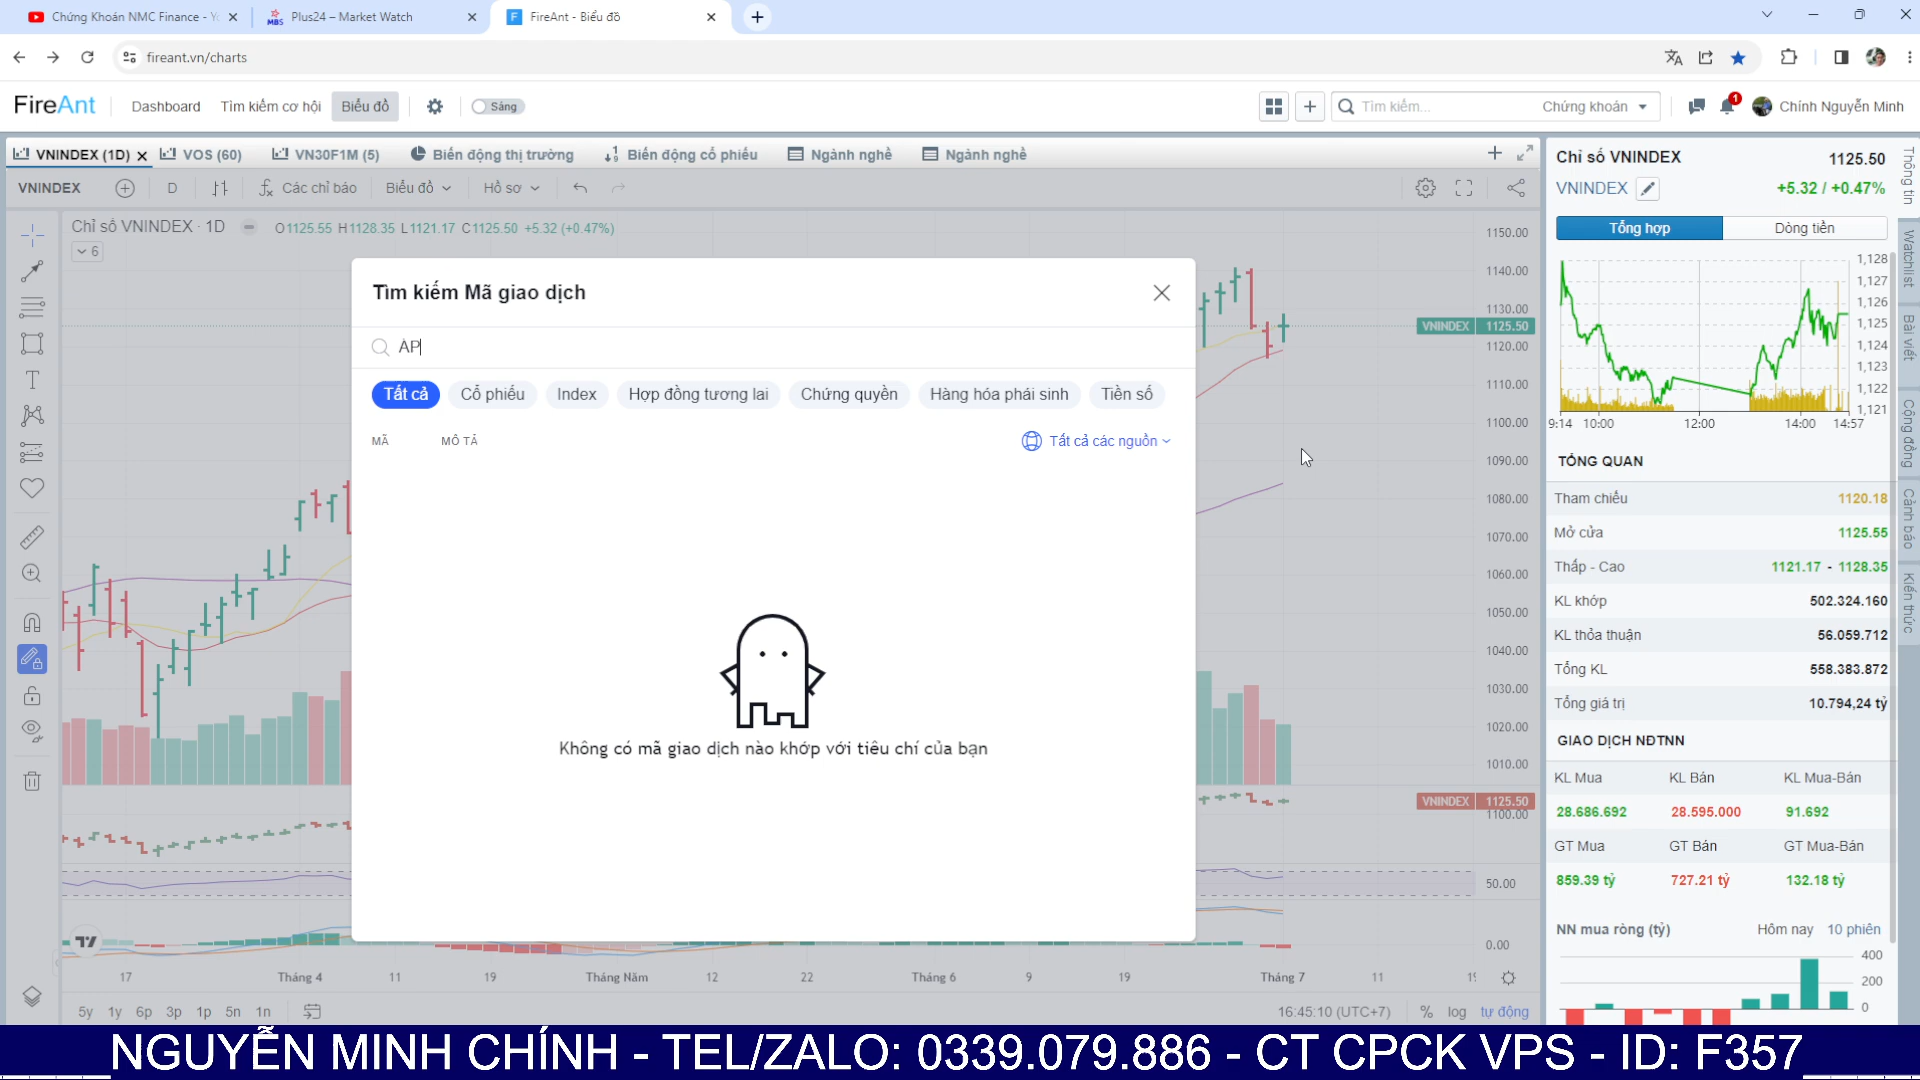 Chứng Khoán NMC Finance - Y
MBS Plus24 – Market Watch
F FireAnt - Biểu đồ
fireant.vn/charts
FireAnt Dashboard Tìm kiếm cơ hội Biểu đồ Sáng Tìm kiếm... Chứng khoán 1 Chính Nguyễn Minh
VNINDEX (1D) VOS (60) VN30F1M (5) Biến động thị trường Biến động cổ phiếu Ngành nghề Ngành nghề
VNINDEX D Các chỉ báo Biểu đồ Hồ sơ
Chỉ số VNINDEX · 1D O1125.55 H1128.35 L1121.17 C1125.50 +5.32 (+0.47%)
6
Tìm kiếm Mã giao dịch
ÁP
Tất cả Cổ phiếu Index Hợp đồng tương lai Chứng quyền Hàng hóa phái sinh Tiền số
MÃ MÔ TẢ Tất cả các nguồn
Không có mã giao dịch nào khớp với tiêu chí của bạn
1150.00
1140.00
1130.00
VNINDEX 1125.50
1120.00
1110.00
1100.00
1090.00
1080.00
1070.00
1060.00
1050.00
1040.00
1030.00
1020.00
1010.00
VNINDEX 1125.50
1100.00
50.00
0.00
17 Tháng 4 11 19 Tháng Năm 12 22 Tháng 6 9 19 Tháng 7 11
5y 1y 6p 3p 1p 5n 1n 16:45:10 (UTC+7) % log tự động
Chỉ số VNINDEX 1125.50
VNINDEX +5.32 / +0.47%
Tổng hợp Dòng tiền
1,128
1,127
1,126
1,125
1,124
1,123
1,122
1,121
9:14 10:00 12:00 14:00 14:57
TỔNG QUAN
Tham chiếu 1120.18
Mở cửa 1125.55
Thấp - Cao 1121.17 - 1128.35
KL khớp 502.324.160
KL thỏa thuận 56.059.712
Tổng KL 558.383.872
Tổng giá trị 10.794,24 tỷ
GIAO DỊCH NĐTNN
KL Mua KL Bán KL Mua-Bán
28.686.692 28.595.000 91.692
GT Mua GT Bán GT Mua-Bán
859.39 tỷ 727.21 tỷ 132.18 tỷ
NN mua ròng (tỷ) Hôm nay 10 phiên
400
200
0
Thông tin
Watchlist
Bài viết
Cộng đồng
Cảnh báo
Kiến thức
NGUYỄN MINH CHÍNH - TEL/ZALO: 0339.079.886 - CT CPCK VPS - ID: F357